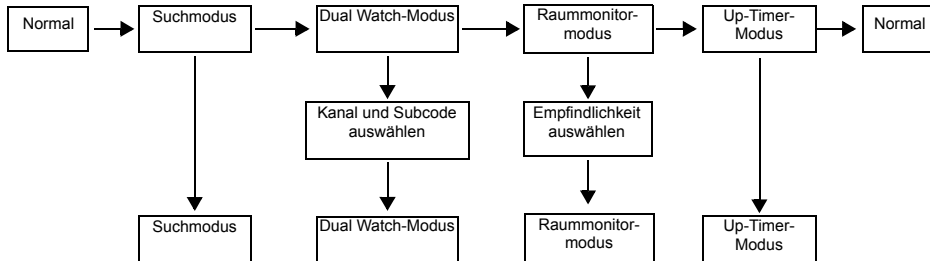 Normal
Suchmodus
Dual Watch-Modus
Raummonitor-
modus
Up-Timer-
Modus
Normal
Kanal und Subcode
auswählen
Empfindlichkeit
auswählen
Suchmodus
Dual Watch-Modus
Raummonitor-
modus
Up-Timer-
Modus